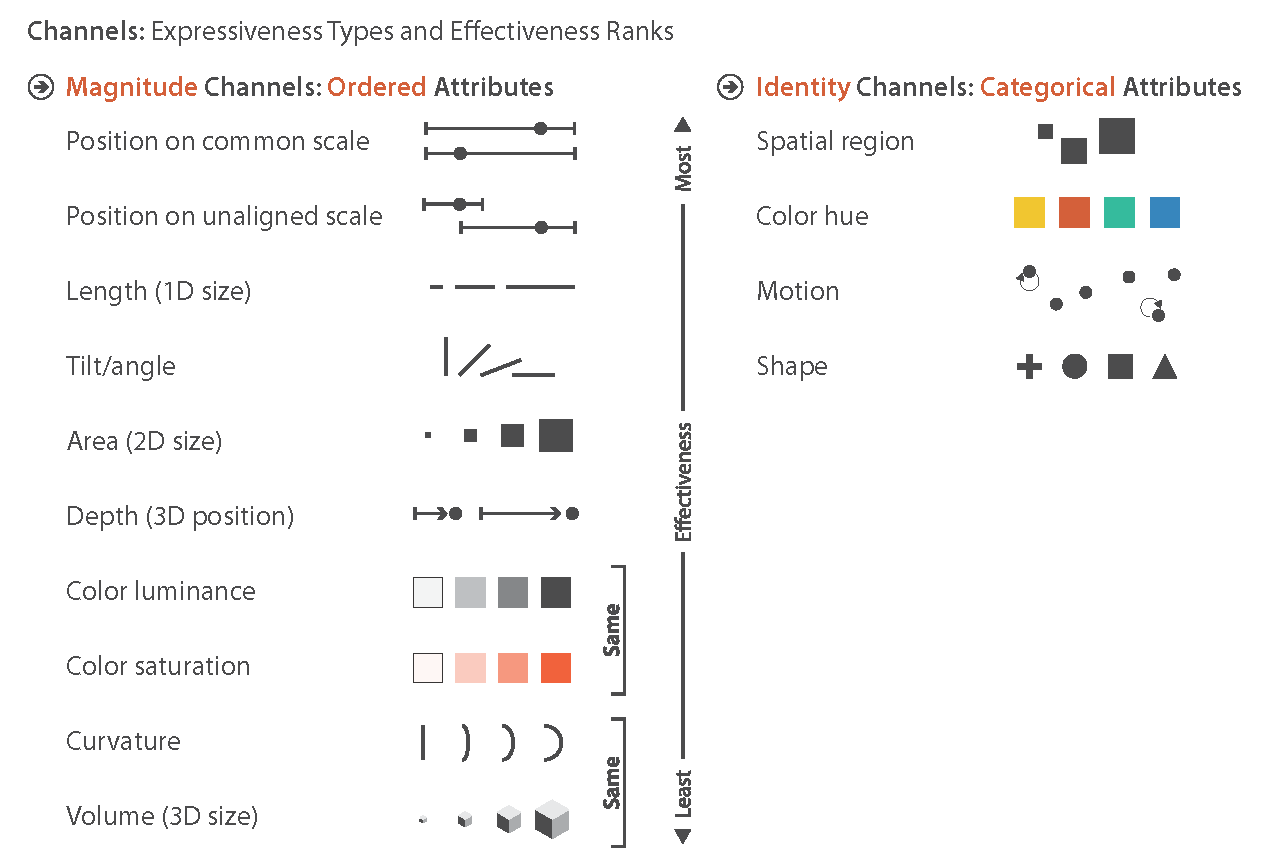 Channels: Expressiveness Types and Effectiveness Ranks
Magnitude Channels: Ordered Attributes
Position on common scale
Position on unaligned scale
Length (1D size)
Tilt/angle
Area (2D size)
Depth (3D position)
Color luminance
Color saturation
Curvature
Volume (3D size)
Same
Same
Most
Effectiveness
Least
Identity Channels: Categorical Attributes
Spatial region
Color hue
Motion
Shape